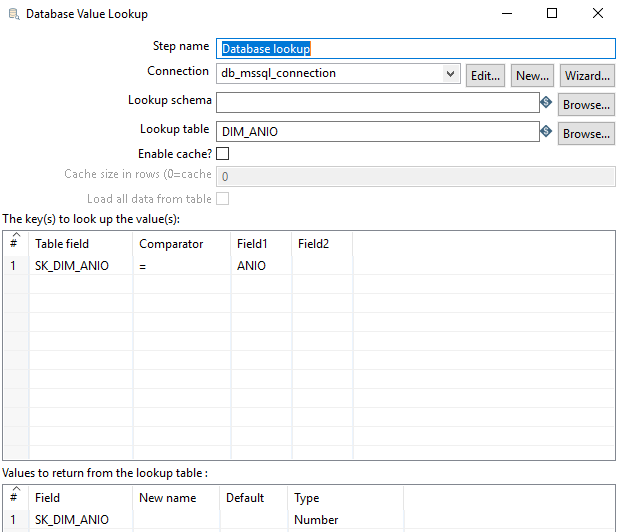 Database Value Lookup
Step name Database lookup
Connection db_mssql_connection Edit... New... Wizard...
Lookup schema Browse...
Lookup table DIM_ANIO Browse...
Enable cache?
Cache size in rows (0=cache 0
Load all data from table
The key(s) to look up the value(s):
# Table field Comparator Field1 Field2
1 SK_DIM_ANIO = ANIO
Values to return from the lookup table :
# Field New name Default Type
1 SK_DIM_ANIO Number